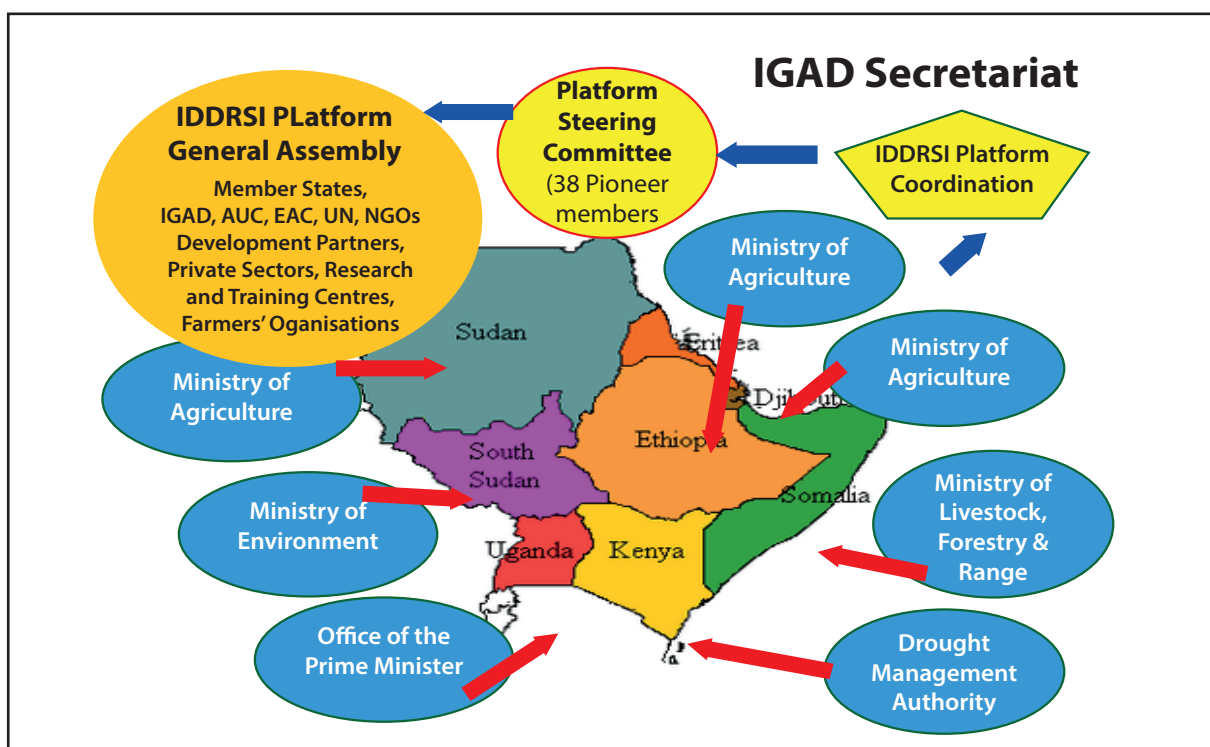 IGAD Secretariat
IDDRSI PLatform
General Assembly
Member States,
IGAD, AUC, EAC, UN, NGOs
Development Partners,
Private Sectors, Research
and Training Centres,
Farmers' Oganisations
Platform
Steering
Committee
(38 Pioneer
members
IDDRSI Platform
Coordination
Ministry of
Agriculture
Ministry of
Agriculture
Ministry of
Agriculture
Ministry of
Environment
Office of the
Prime Minister
Ministry of
Livestock,
Forestry &
Range
Drought
Management
Authority
Sudan
Eritrea
Ethiopia
South
Sudan
Somalia
Uganda
Kenya